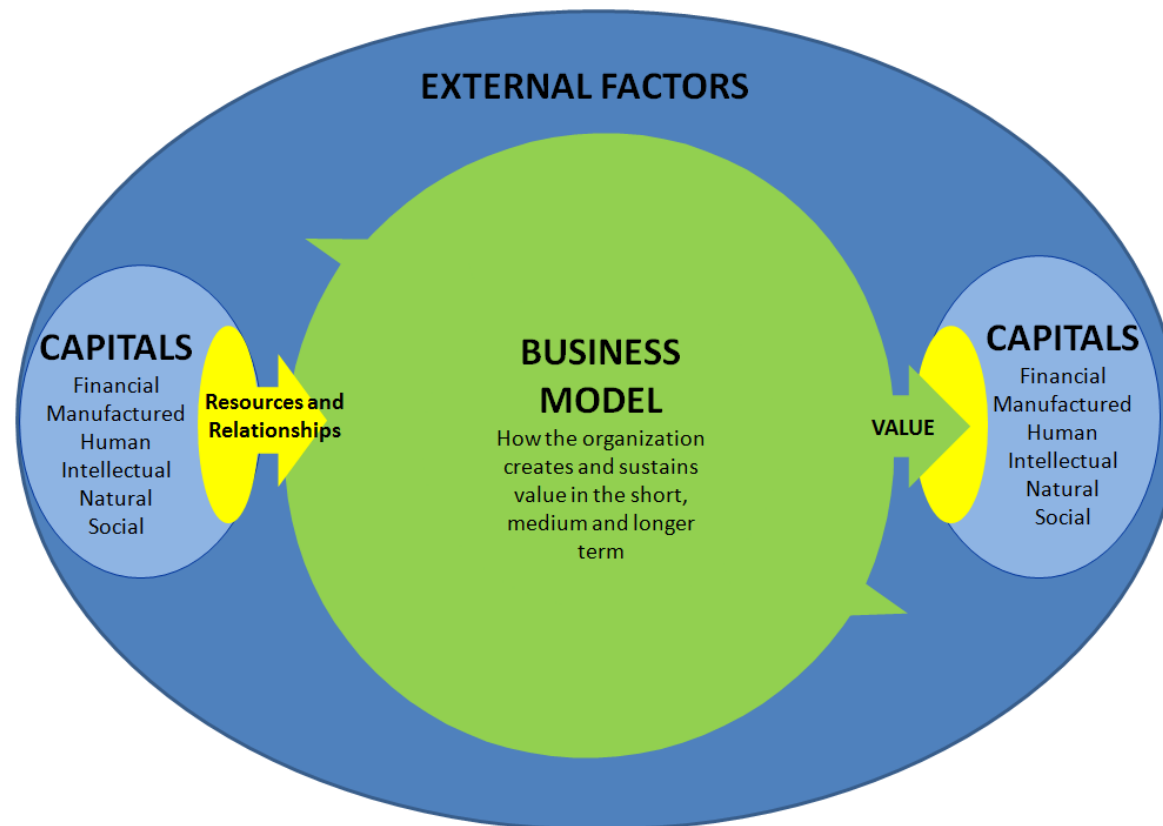 EXTERNAL FACTORS
CAPITALS
Financial
Manufactured
Human
Intellectual
Natural
Social
Resources and
Relationships
BUSINESS
MODEL
How the organization
creates and sustains
value in the short,
medium and longer
term
VALUE
CAPITALS
Financial
Manufactured
Human
Intellectual
Natural
Social